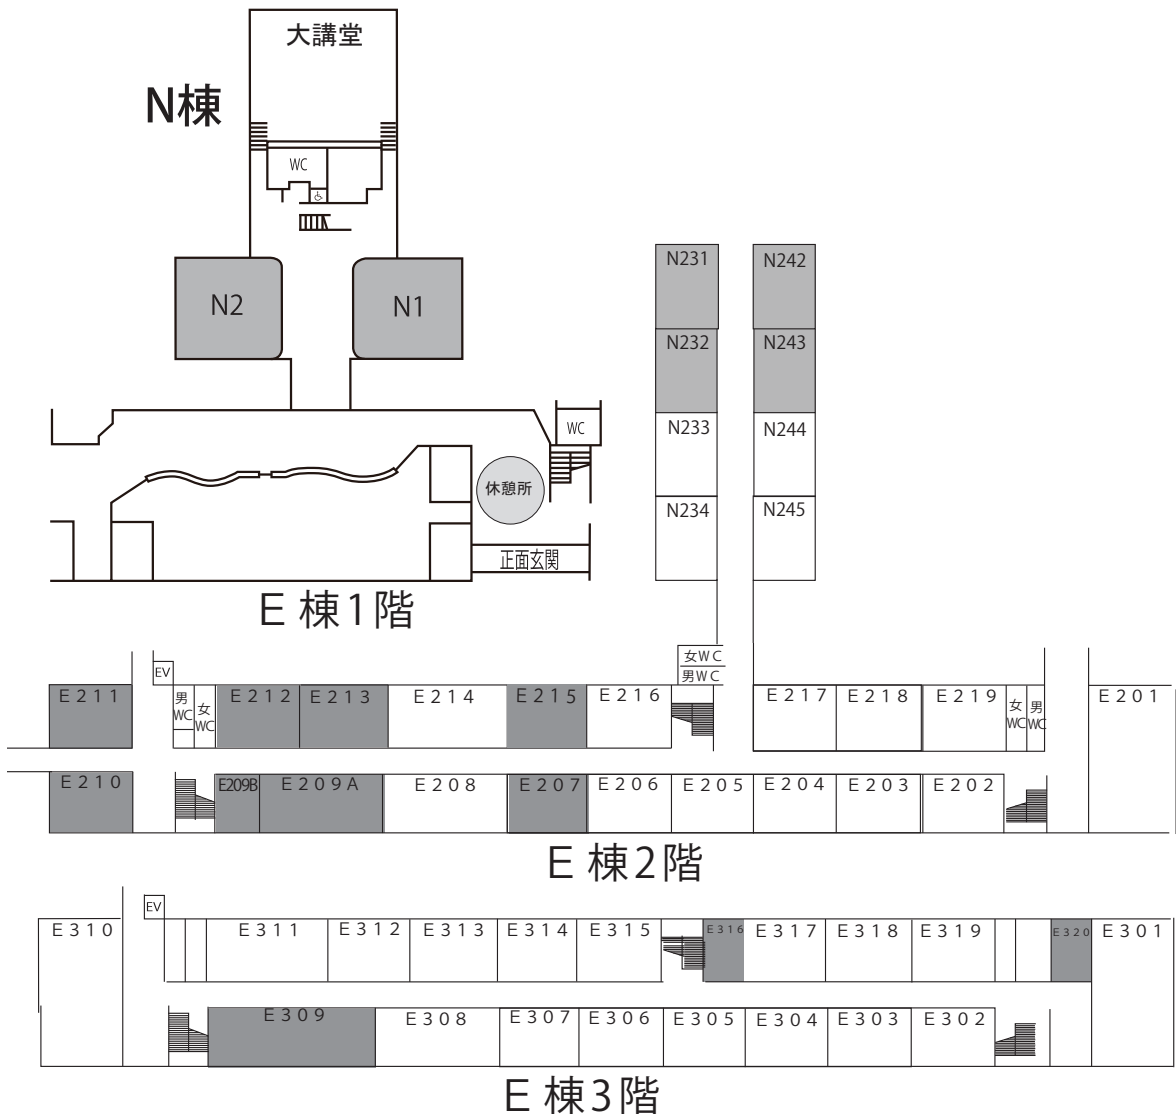 大講堂
N棟
WC
N2
N1
WC
休憩所
正面玄関
E 棟1階
N231
N242
N232
N243
N233
N244
N234
N245
女WC
男WC
EV
E211
男
WC
女
WC
E212
E213
E214
E215
E216
E217
E218
E219
女
WC
男
WC
E201
E210
E209B
E209A
E208
E207
E206
E205
E204
E203
E202
E 棟2階
EV
E310
E311
E312
E313
E314
E315
E316
E317
E318
E319
E320
E301
E309
E308
E307
E306
E305
E304
E303
E302
E 棟3階